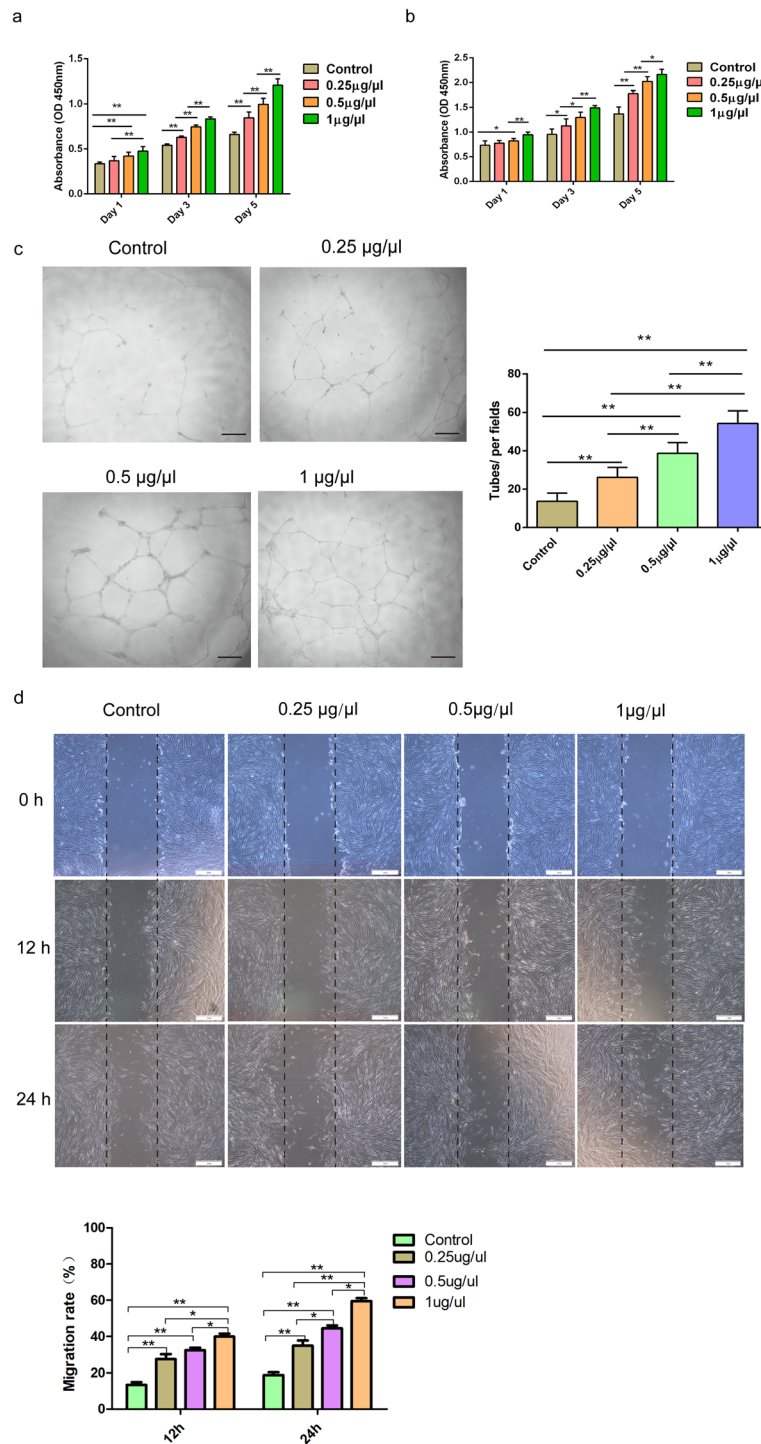 a
Absorbance (OD 450nm)
1.5
1.0
0.5
0.0
** ** **
** ** **
** ** **
Day 1 Day 3 Day 5
Control
0.25μg/μl
0.5μg/μl
1μg/μl
b
Absorbance (OD 450nm)
2.5
2.0
1.5
1.0
0.5
0.0
* **
* * **
** ** *
Day 1 Day 3 Day 5
Control
0.25μg/μl
0.5μg/μl
1μg/μl
c
Control 0.25 μg/μl
0.5 μg/μl 1 μg/μl
Tubes/ per fields
80
60
40
20
0
**
**
**
**
**
**
Control 0.25μg/μl 0.5μg/μl 1μg/μl
d
Control 0.25 μg/μl 0.5μg/μl 1μg/μl
0 h
12 h
24 h
Migration rate (%)
100
80
60
40
20
0
**
*
** *
**
**
**
** *
** *
12h 24h
Control
0.25ug/ul
0.5ug/ul
1ug/ul